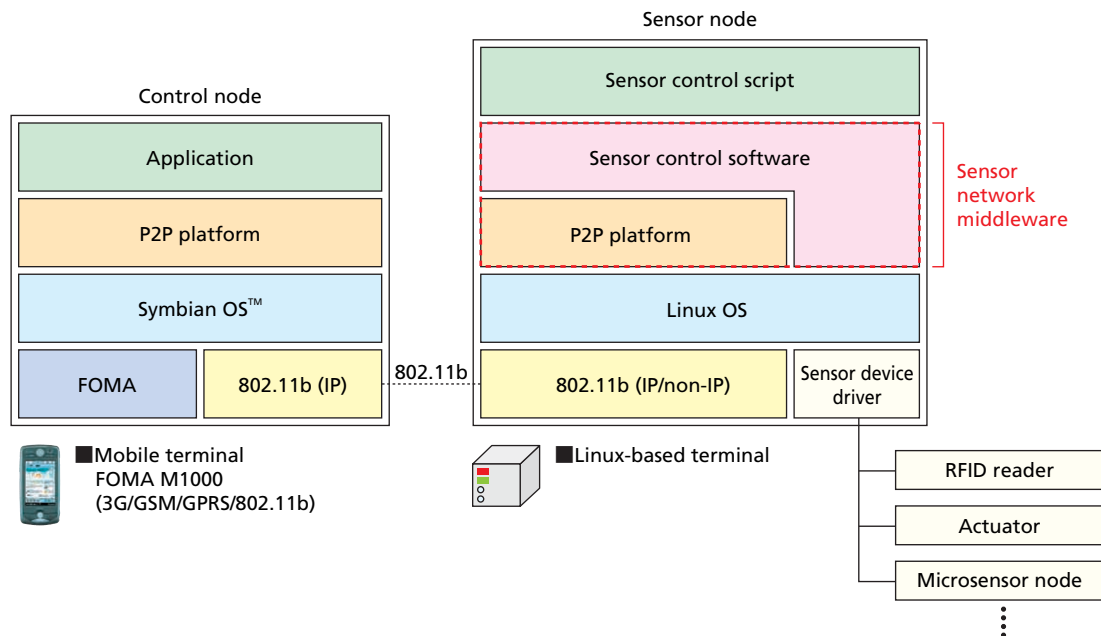 Sensor node
Sensor control script
Control node
Application
Sensor control software
Sensor
network
middleware
P2P platform
P2P platform
Symbian OS™
Linux OS
FOMA
802.11b (IP)
802.11b
802.11b (IP/non-IP)
Sensor device
driver
■Mobile terminal
FOMA M1000
(3G/GSM/GPRS/802.11b)
■Linux-based terminal
RFID reader
Actuator
Microsensor node